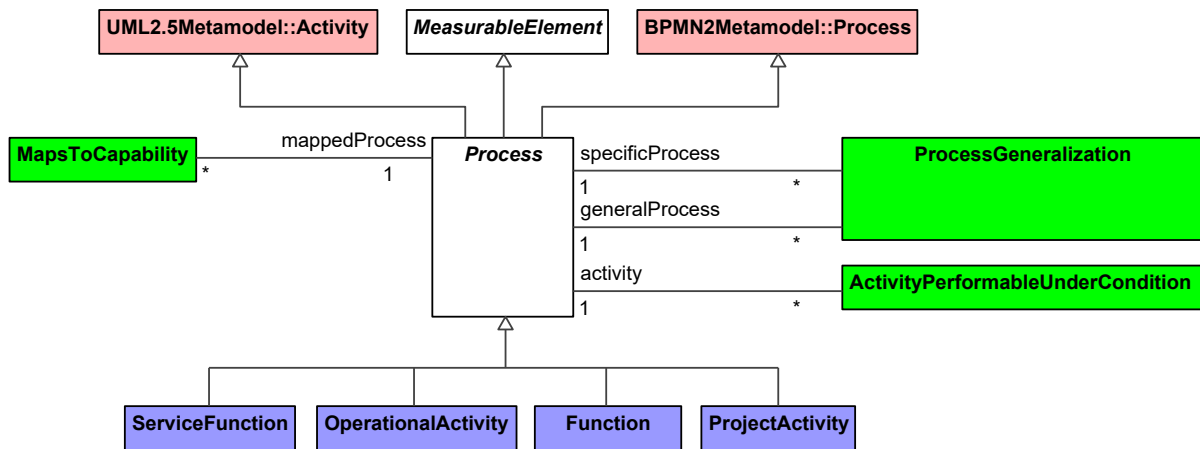 UML2.5Metamodel::Activity
MeasurableElement
BPMN2Metamodel::Process
MapsToCapability
mappedProcess
*
1
Process
specificProcess
1
*
generalProcess
1
*
ProcessGeneralization
activity
1
*
ActivityPerformableUnderCondition
ServiceFunction
OperationalActivity
Function
ProjectActivity